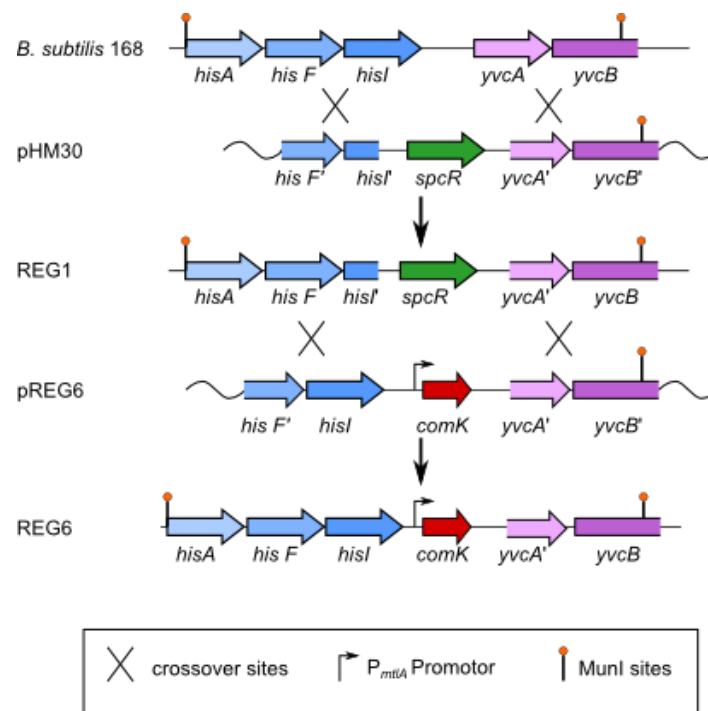 B. subtilis 168
hisA his F hisI yvcA yvcB
pHM30
his F' hisI' spcR yvcA' yvcB'
REG1
hisA his F hisI' spcR yvcA' yvcB
pREG6
his F' hisI comK yvcA' yvcB'
REG6
hisA his F hisI comK yvcA' yvcB
crossover sites PmtlA Promotor MunI sites